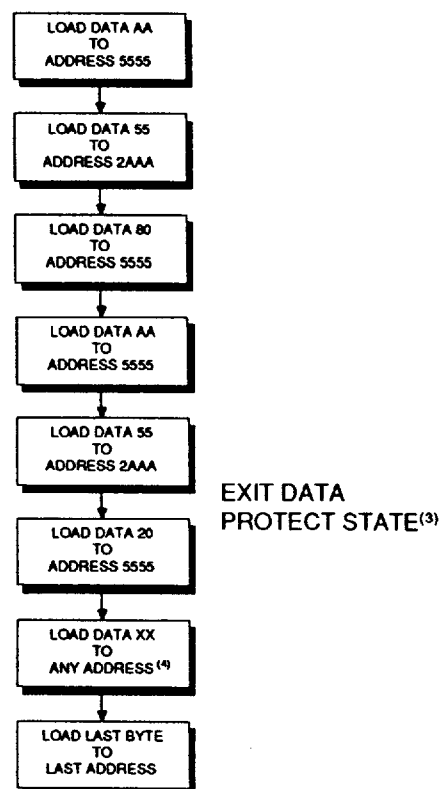 LOAD DATA AA
TO
ADDRESS 5555
LOAD DATA 55
TO
ADDRESS 2AAA
LOAD DATA 80
TO
ADDRESS 5555
LOAD DATA AA
TO
ADDRESS 5555
LOAD DATA 55
TO
ADDRESS 2AAA
LOAD DATA 20
TO
ADDRESS 5555
EXIT DATA
PROTECT STATE(3)
LOAD DATA XX
TO
ANY ADDRESS (4)
LOAD LAST BYTE
TO
LAST ADDRESS